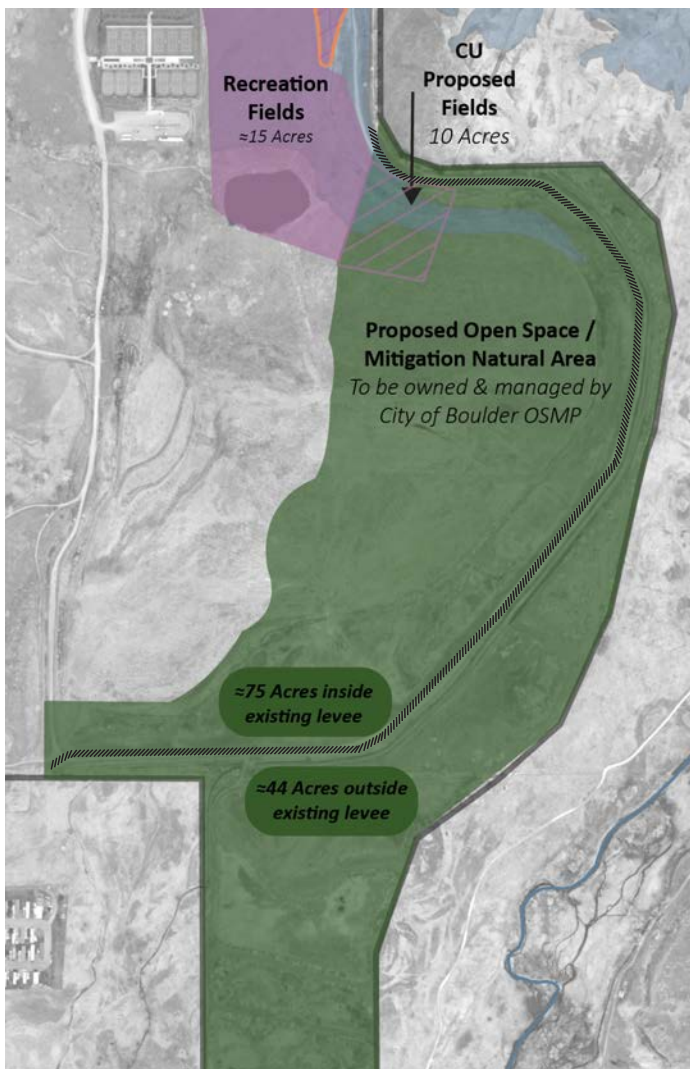 Recreation
Fields
≈15 Acres
CU
Proposed
Fields
10 Acres
Proposed Open Space /
Mitigation Natural Area
To be owned & managed by
City of Boulder OSMP
≈75 Acres inside
existing levee
≈44 Acres outside
existing levee